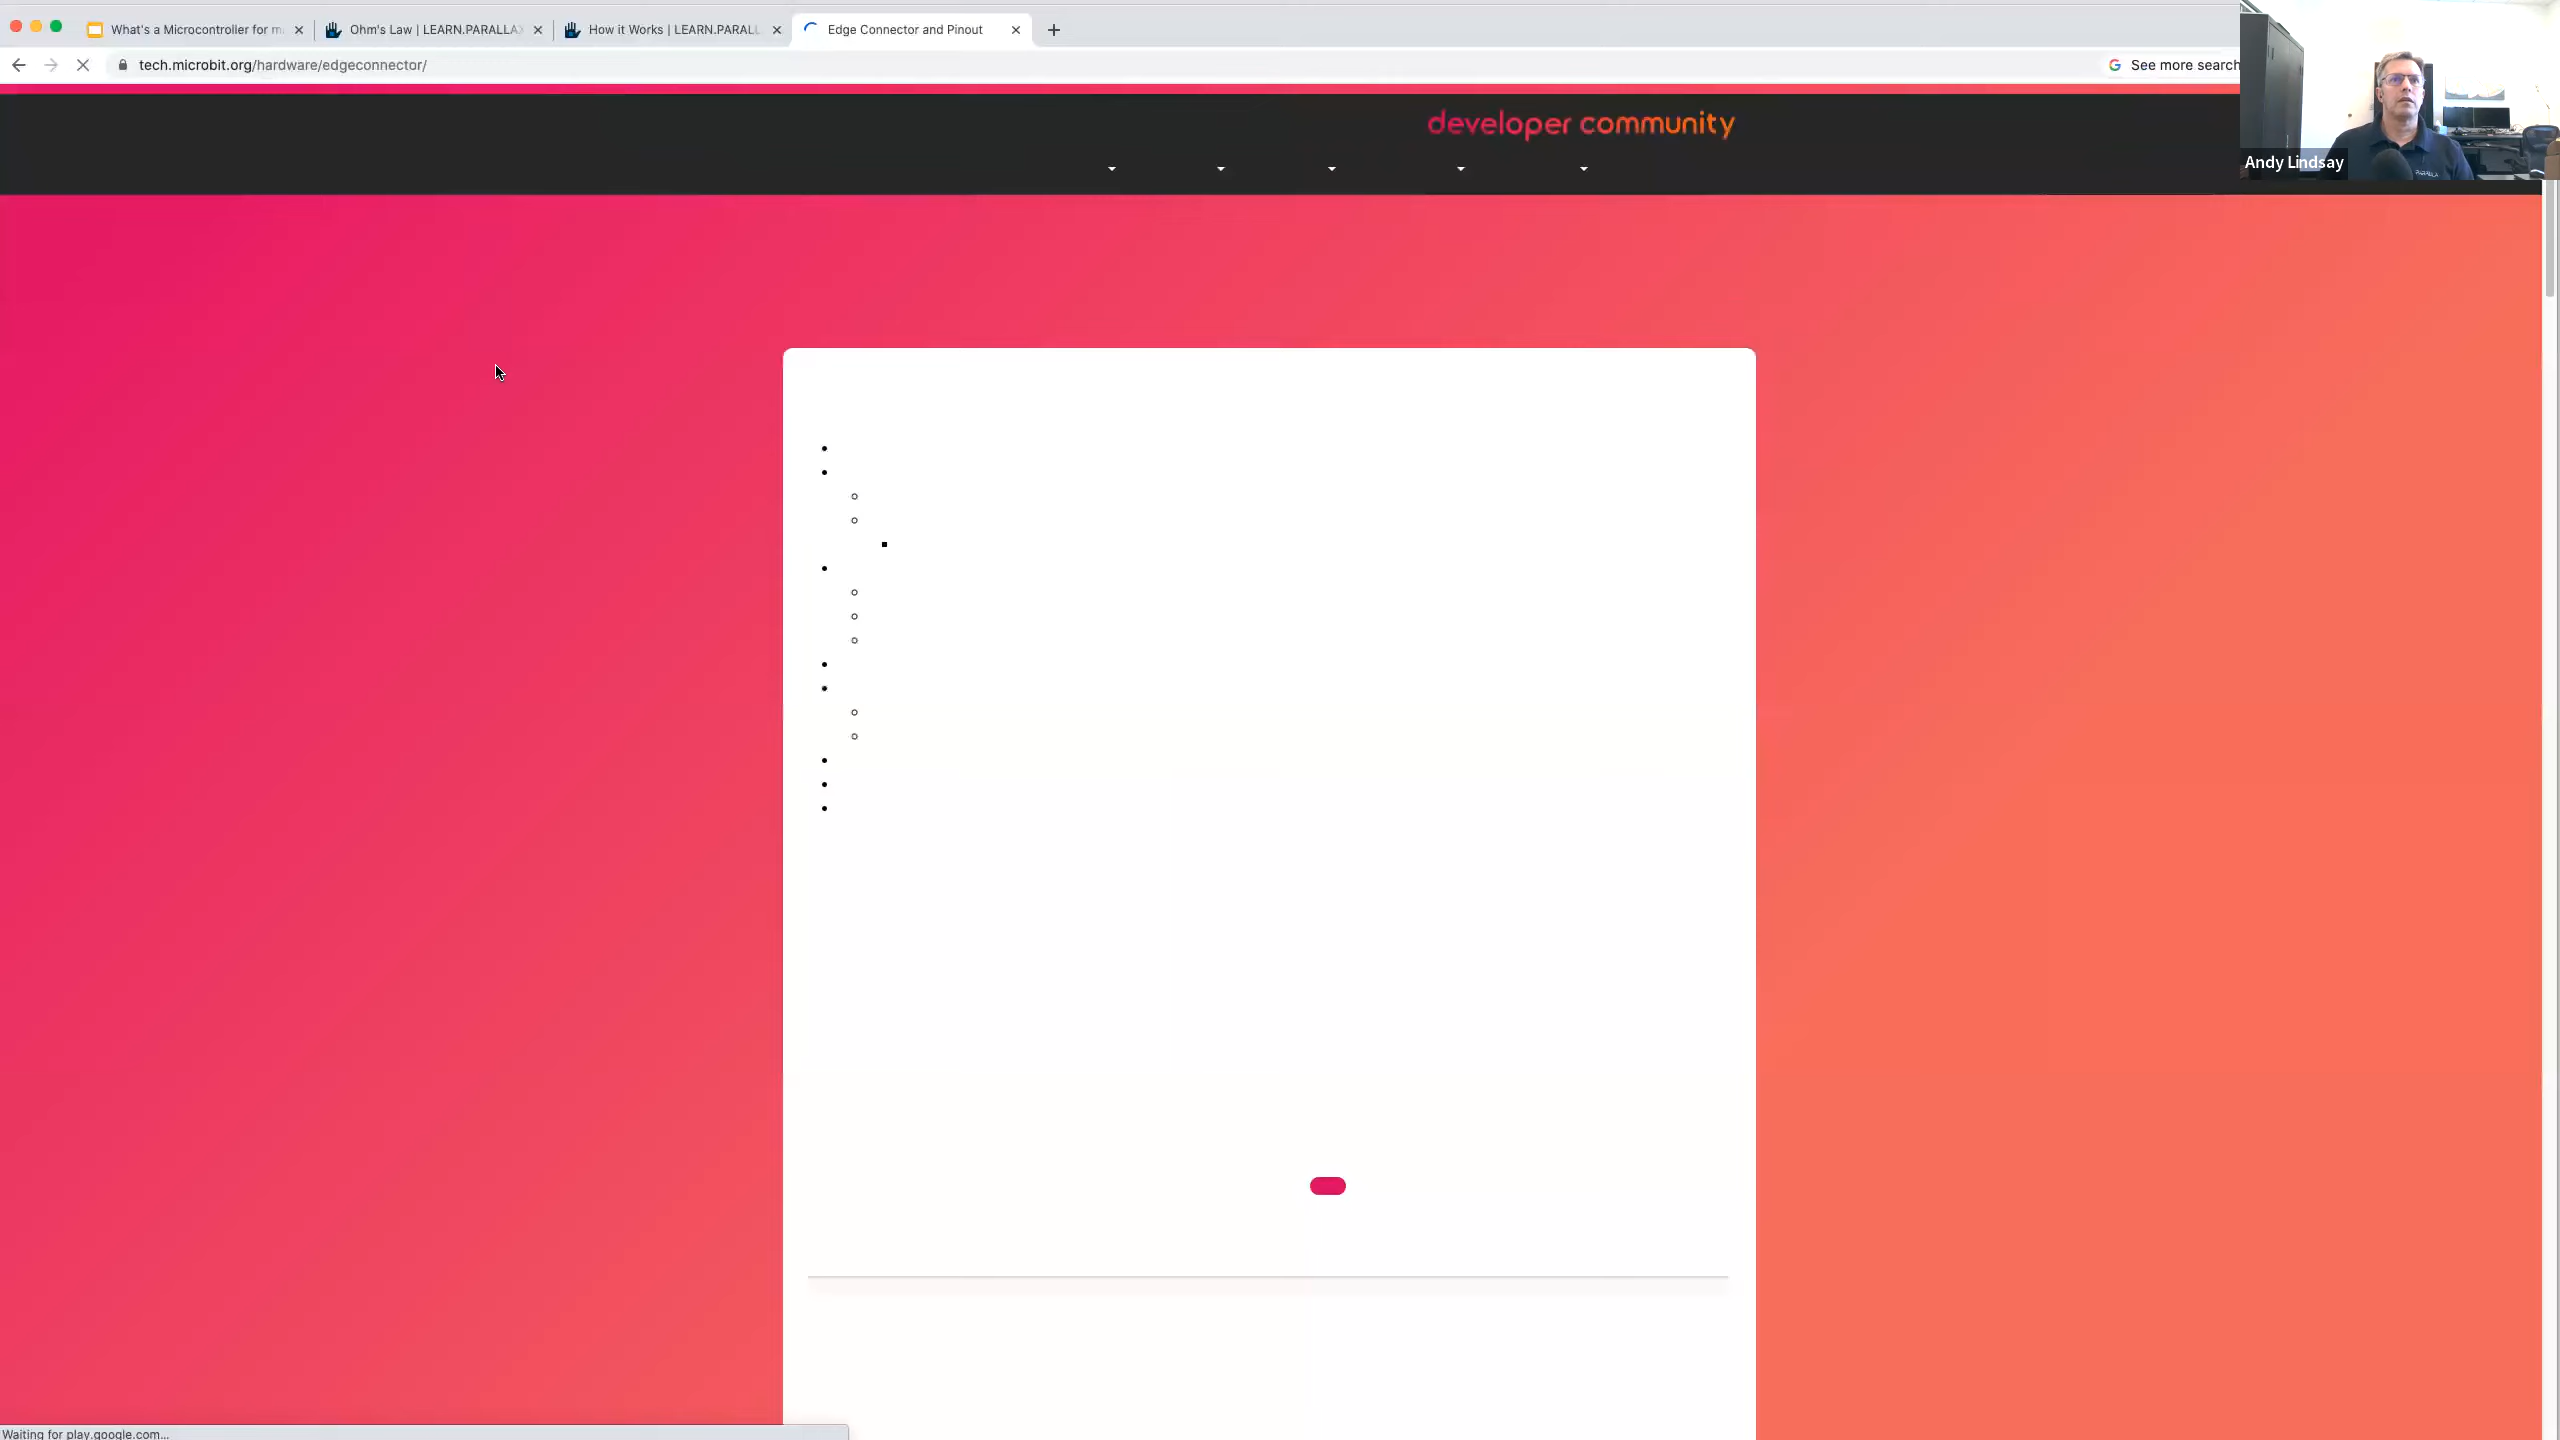 What's a Microcontroller for m
Ohm's Law | LEARN.PARALLAX
How it Works | LEARN.PARALL
Edge Connector and Pinout
tech.microbit.org/hardware/edgeconnector/
See more search
developer community
Andy Lindsay
Waiting for play.google.com...